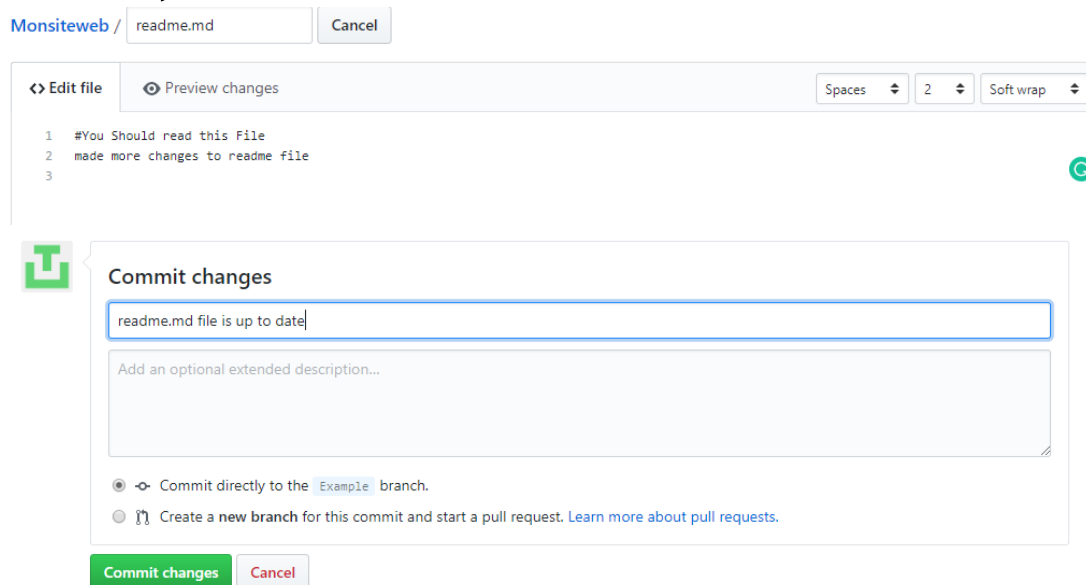 Monsiteweb / readme.md Cancel
<> Edit file Preview changes Spaces 2 Soft wrap
1 #You Should read this File
2 made more changes to readme file
3
Commit changes
readme.md file is up to date
Add an optional extended description...
Commit directly to the Example branch.
Create a new branch for this commit and start a pull request. Learn more about pull requests.
Commit changes Cancel